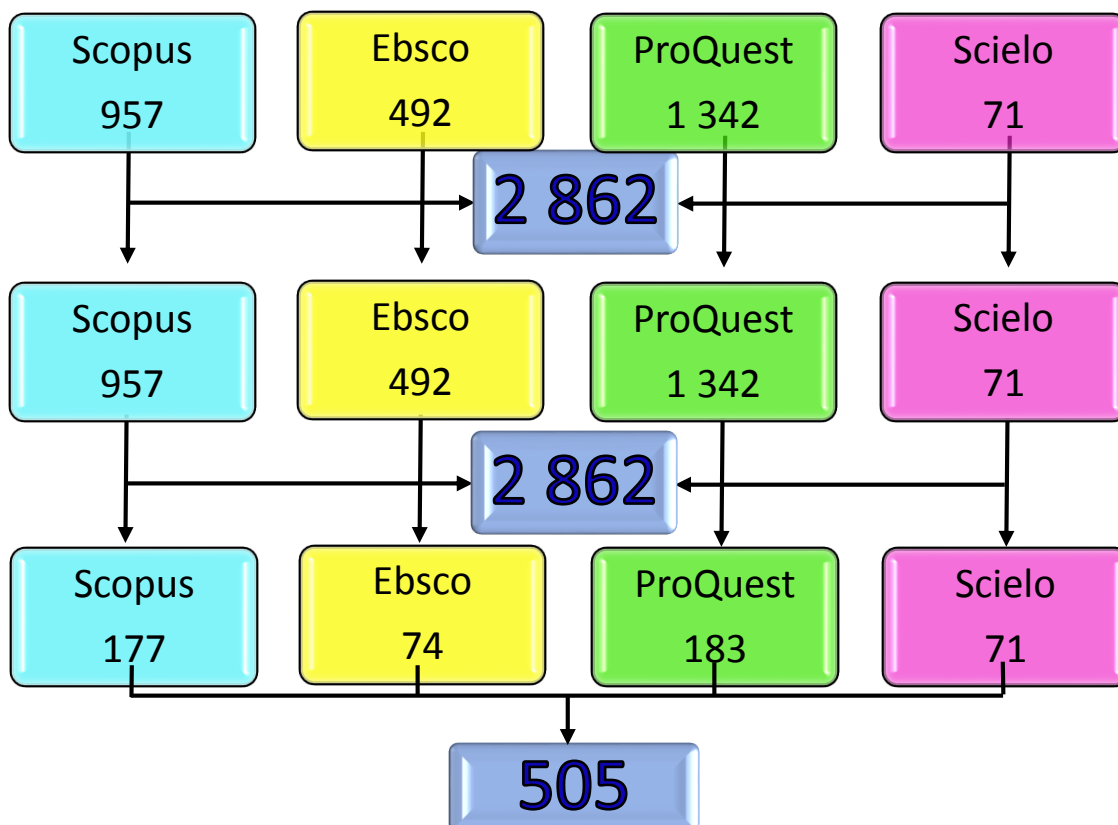 Scopus
957
Ebsco
492
ProQuest
1 342
Scielo
71
2 862
Scopus
957
Ebsco
492
ProQuest
1 342
Scielo
71
2 862
Scopus
177
Ebsco
74
ProQuest
183
Scielo
71
505